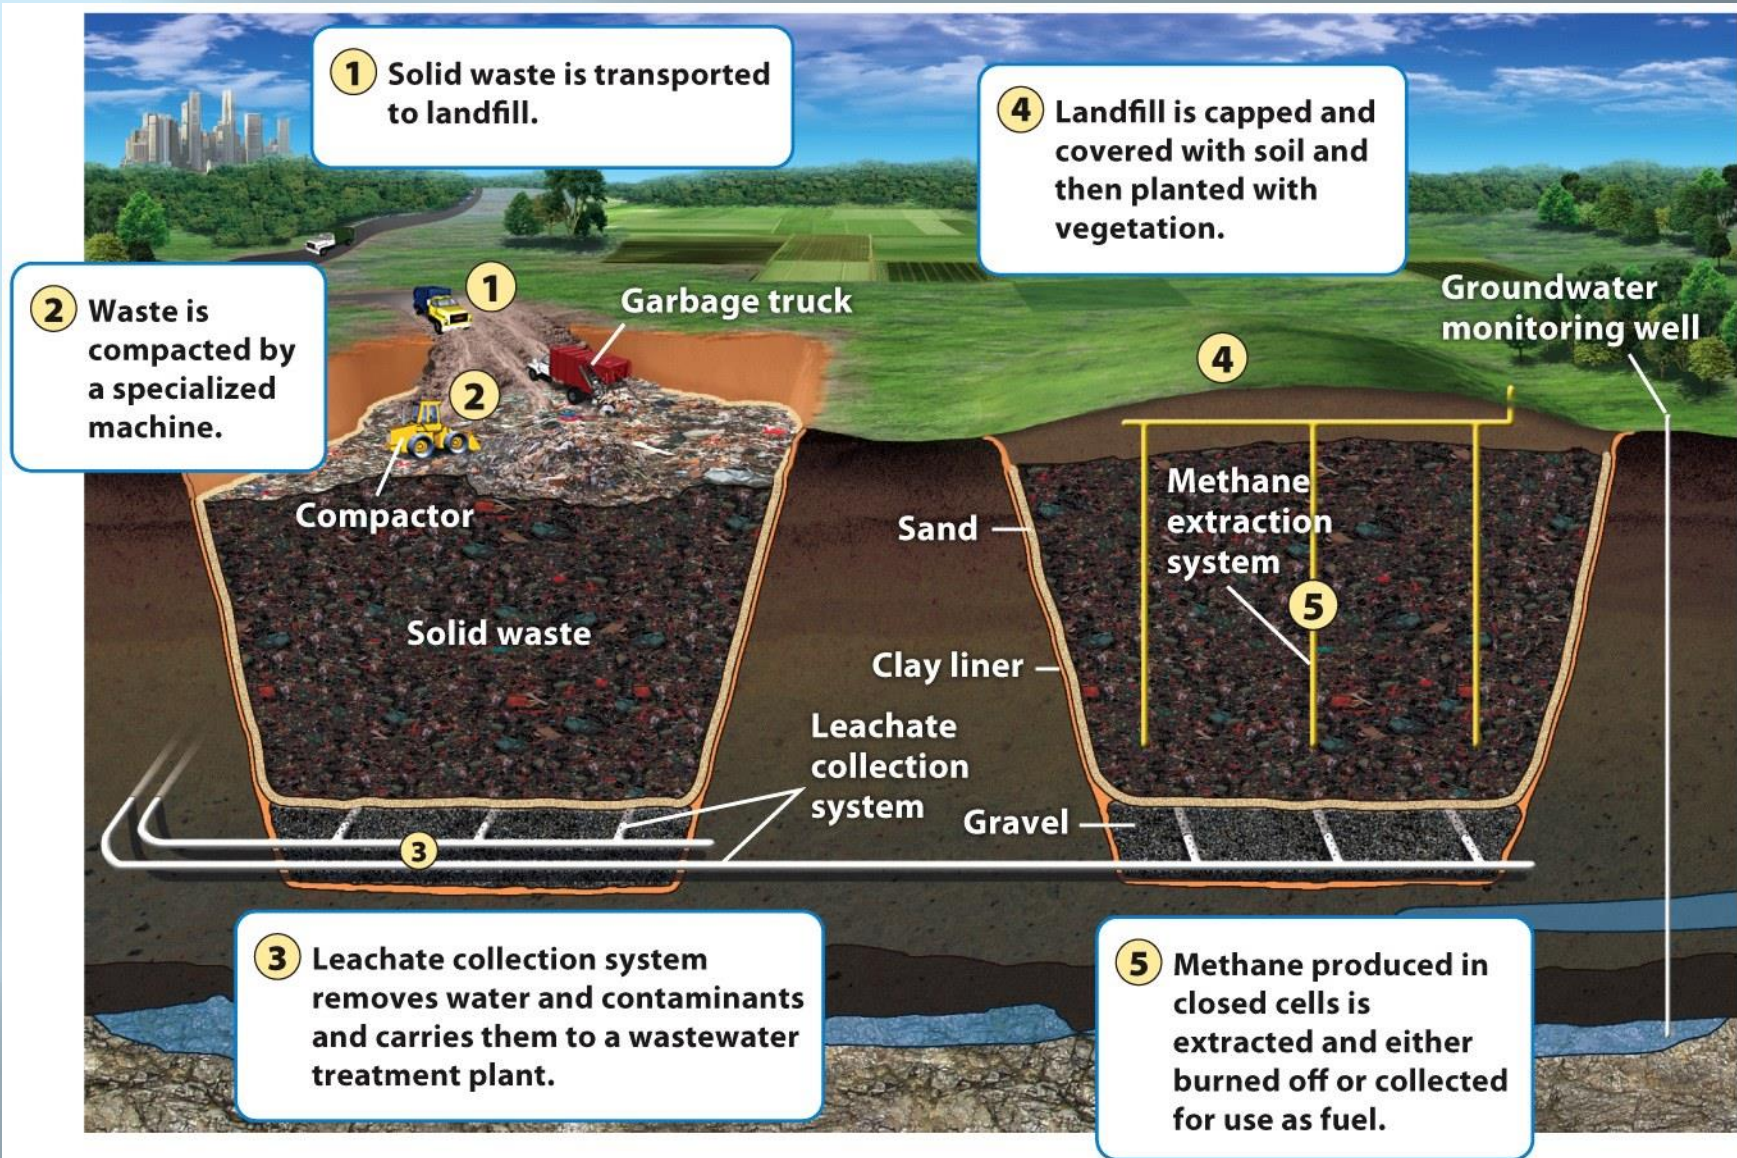 1 Solid waste is transported
to landfill.
4 Landfill is capped and
covered with soil and
then planted with
vegetation.
2 Waste is
compacted by
a specialized
machine.
1
Garbage truck
Groundwater
monitoring well
4
2
Compactor
Methane
extraction
system
Sand
5
Solid waste
Clay liner
Leachate
collection
system
Gravel
3
3 Leachate collection system
removes water and contaminants
and carries them to a wastewater
treatment plant.
5 Methane produced in
closed cells is
extracted and either
burned off or collected
for use as fuel.